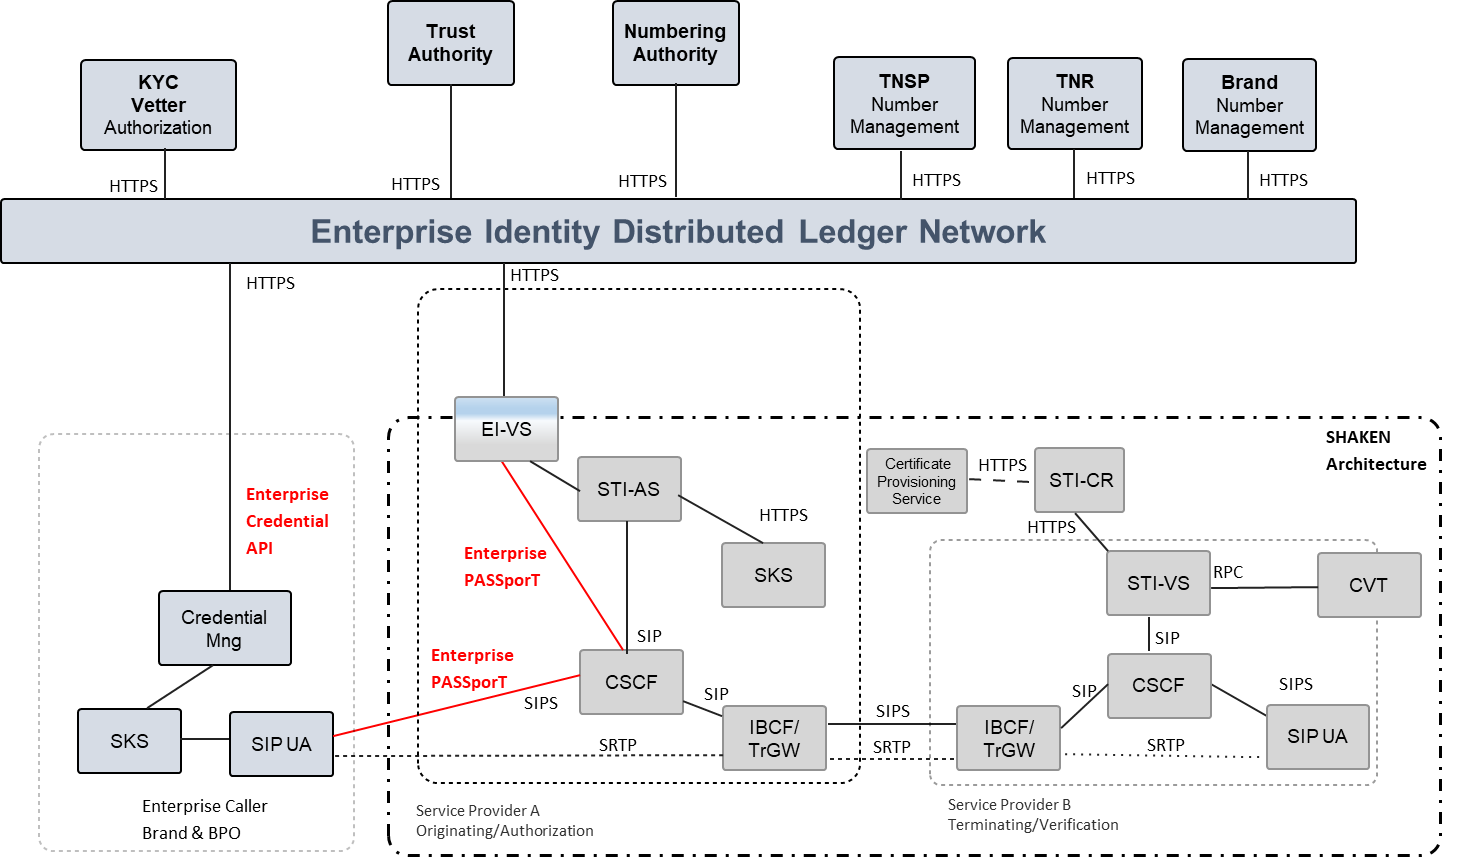 KYC
Vetter
Authorization
Trust
Authority
Numbering
Authority
TNSP
Number
Management
TNR
Number
Management
Brand
Number
Management
HTTPS
HTTPS
HTTPS
HTTPS
HTTPS
HTTPS
Enterprise Identity Distributed Ledger Network
HTTPS
HTTPS
Enterprise
Credential
API
Credential
Mng
SKS
SIP UA
Enterprise Caller
Brand & BPO
EI-VS
STI-AS
HTTPS
SKS
Enterprise
PASSporT
SIP
Enterprise
PASSporT
SIPS
CSCF
SIP
IBCF/
TrGW
SRTP
Service Provider A
Originating/Authorization
SIPS
SRTP
SHAKEN
Architecture
Certificate
Provisioning
Service
HTTPS
STI-CR
HTTPS
STI-VS
RPC
CVT
SIP
CSCF
SIP
SIPS
IBCF/
TrGW
SRTP
SIP UA
Service Provider B
Terminating/Verification